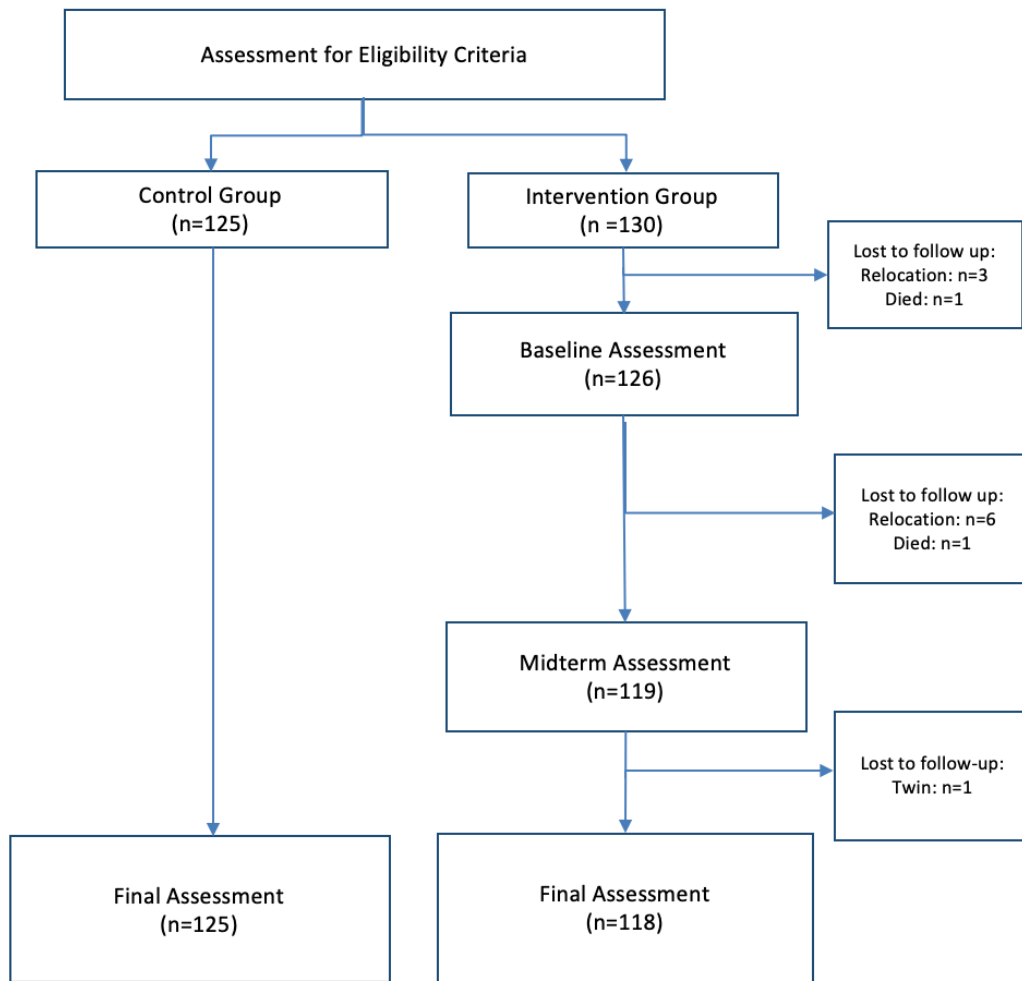 Assessment for Eligibility Criteria
Control Group
(n=125)
Intervention Group
(n =130)
Lost to follow up:
Relocation: n=3
Died: n=1
Baseline Assessment
(n=126)
Lost to follow up:
Relocation: n=6
Died: n=1
Midterm Assessment
(n=119)
Lost to follow-up:
Twin: n=1
Final Assessment
(n=125)
Final Assessment
(n=118)